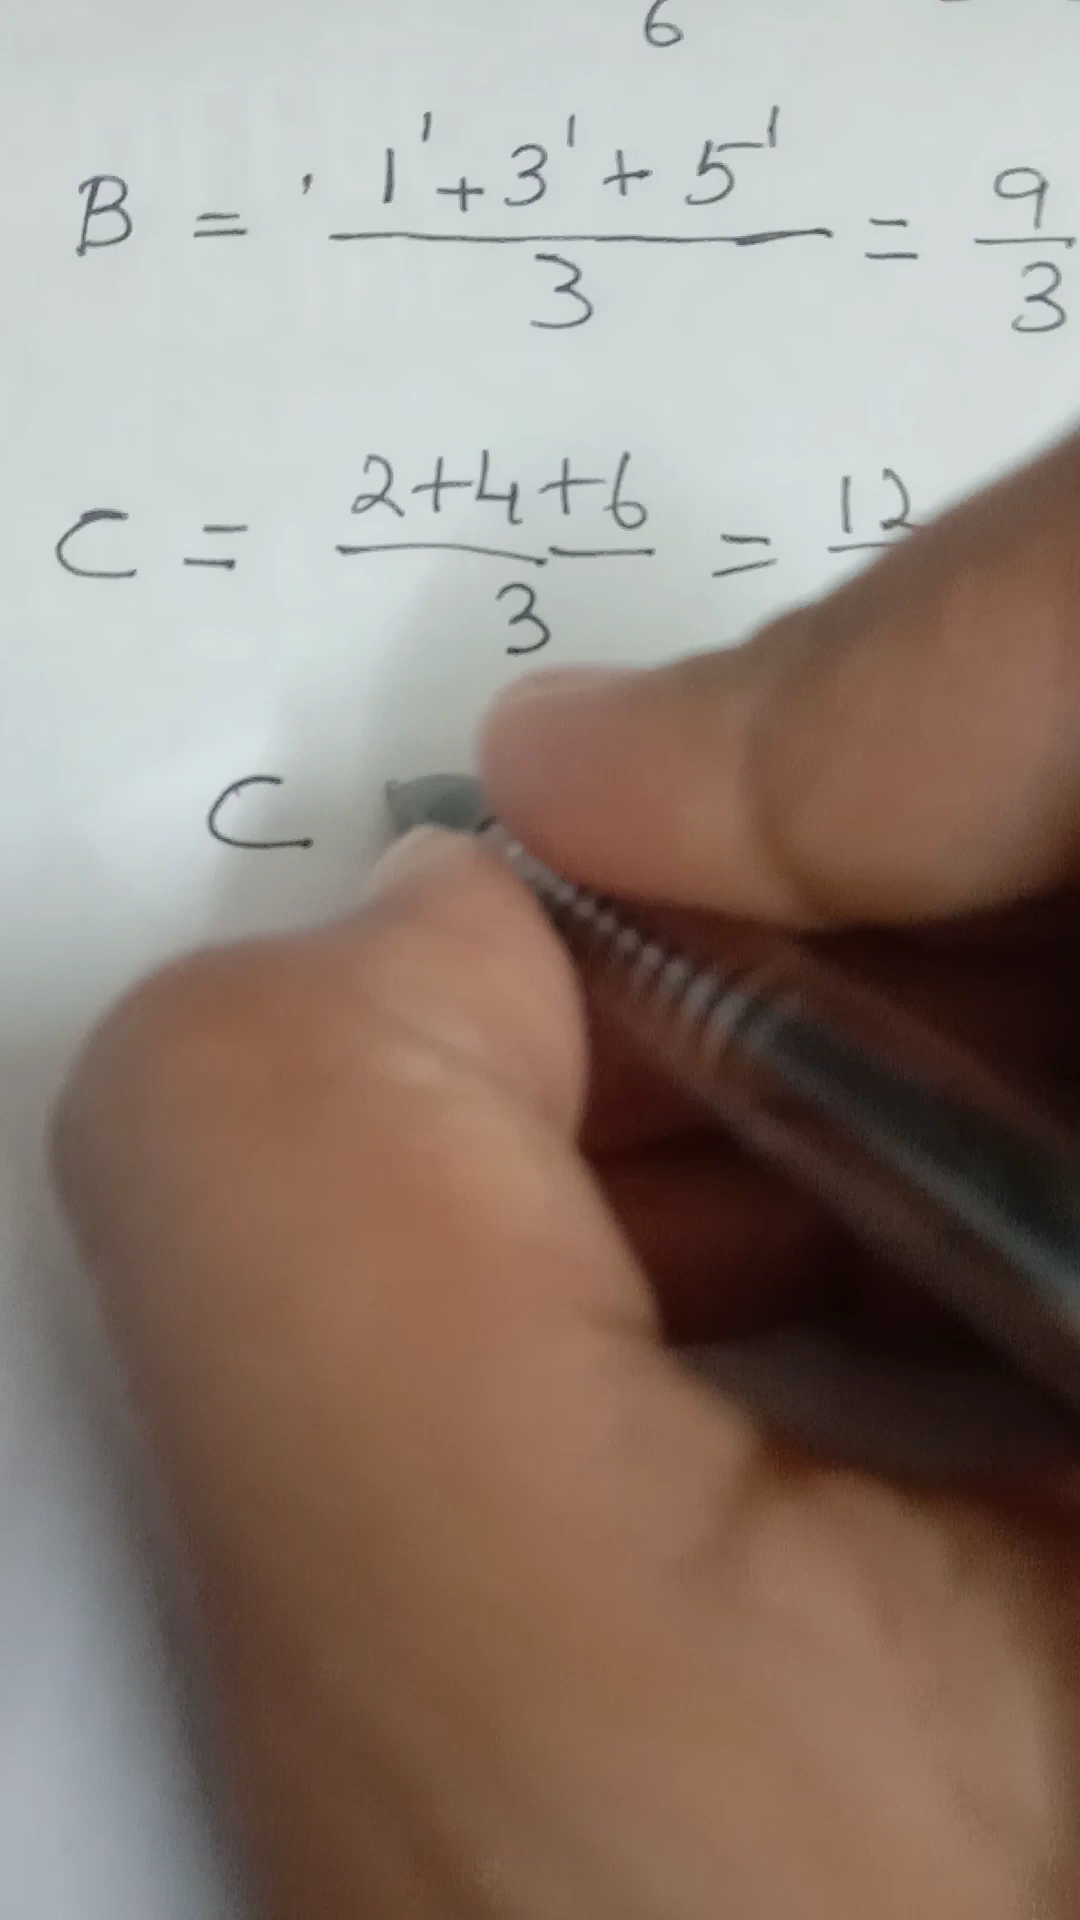 6
B = 1' + 3' + 5' / 3 = 9 / 3
C = 2+4+6 / 3 = 12
C